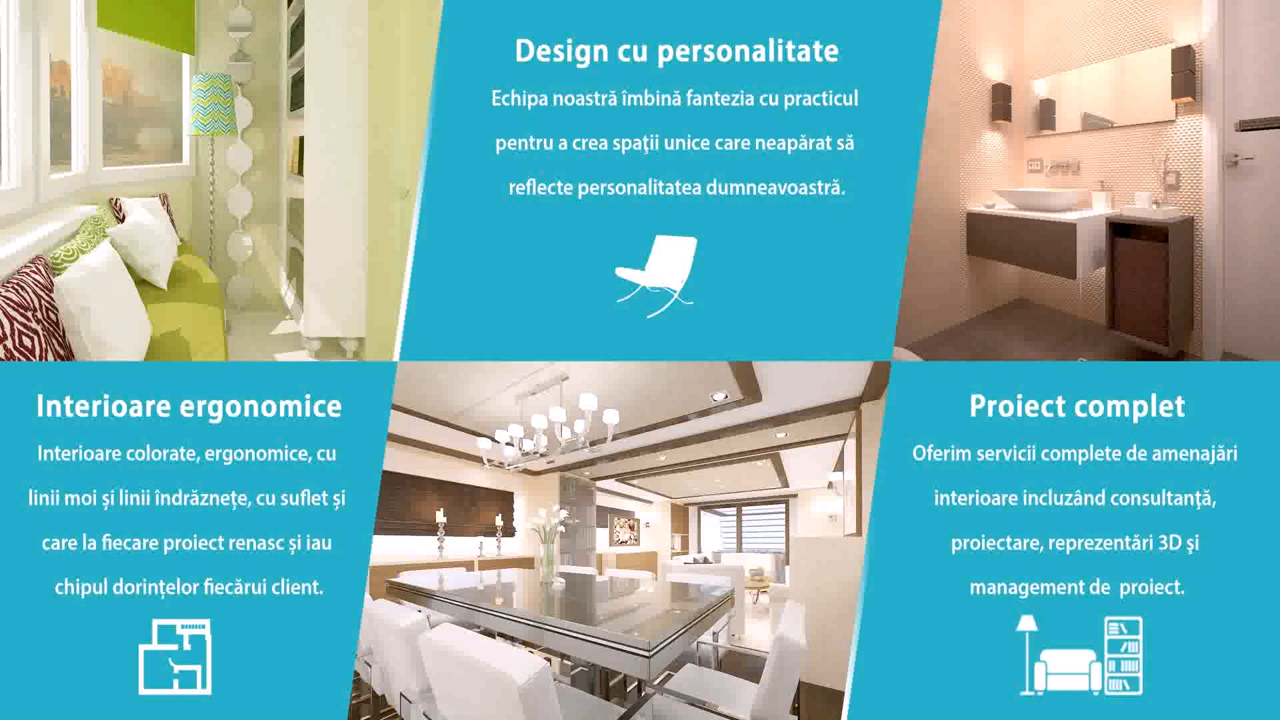 Design cu personalitate
Echipa noastră îmbină fantezia cu practicul
pentru a crea spaţii unice care neapărat să
reflecte personalitatea dumneavoastră.
Interioare ergonomice
Interioare colorate, ergonomice, cu
linii moi și linii îndrăznețe, cu suflet și
care la fiecare proiect renasc și iau
chipul dorințelor fiecărui client.
Proiect complet
Oferim servicii complete de amenajări
interioare incluzând consultanţă,
proiectare, reprezentări 3D şi
management de  proiect.